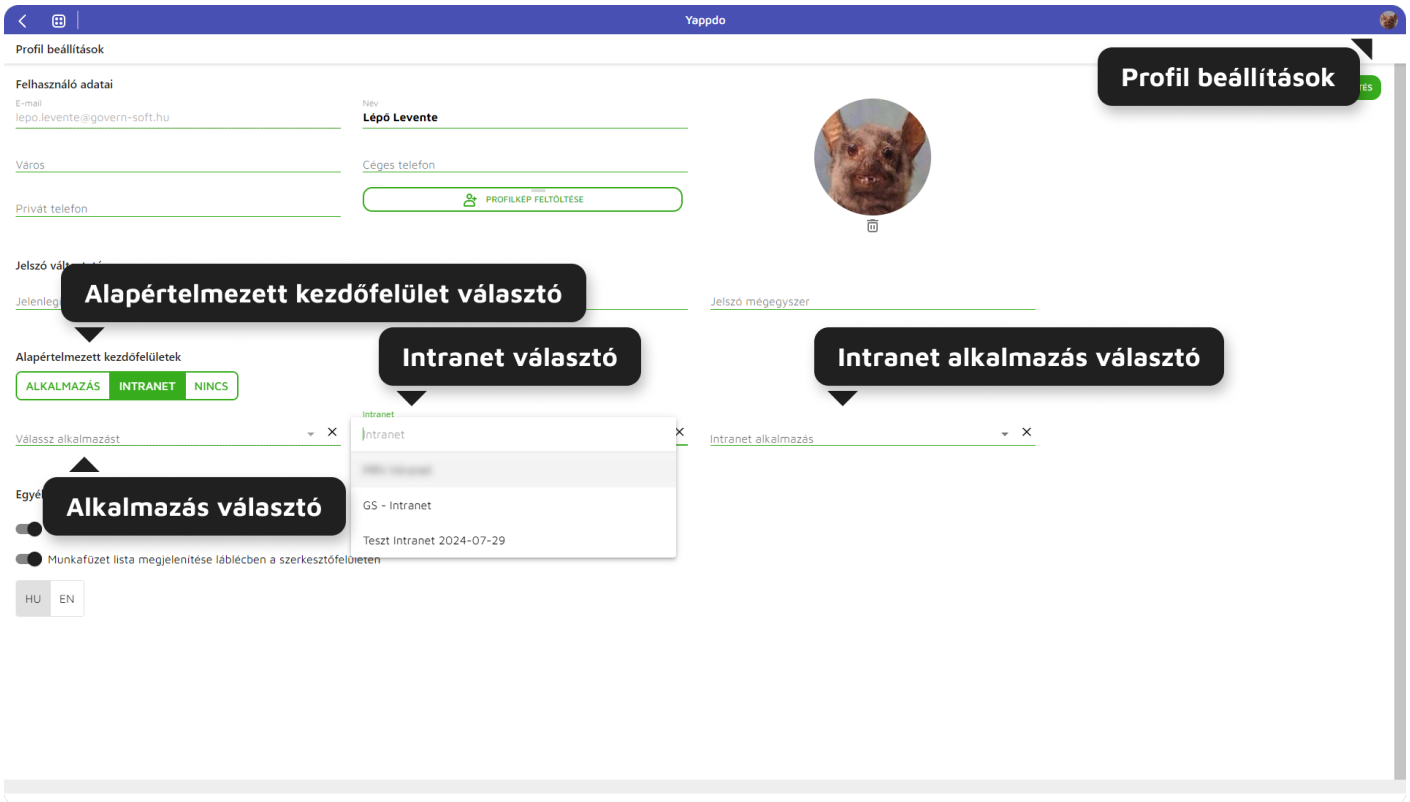 Yappdo
Profil beállítások
Profil beállítások
Felhasználó adatai
E-mail
lepo.levente@govern-soft.hu
Név
Lépő Levente
Város
Céges telefon
Privát telefon
PROFILKÉP FELTÖLTÉSE
Alapértelmezett kezdőfelület választó
Jelszó mégegyszer
Alapértelmezett kezdőfelületek
Intranet választó
Intranet alkalmazás választó
ALKALMAZÁS INTRANET NINCS
Válassz alkalmazást
Intranet
Intranet
Intranet alkalmazás
Alkalmazás választó
GS - Intranet
Teszt Intranet 2024-07-29
Munkafüzet lista megjelenítése láblécben a szerkesztőfelületen
HU EN